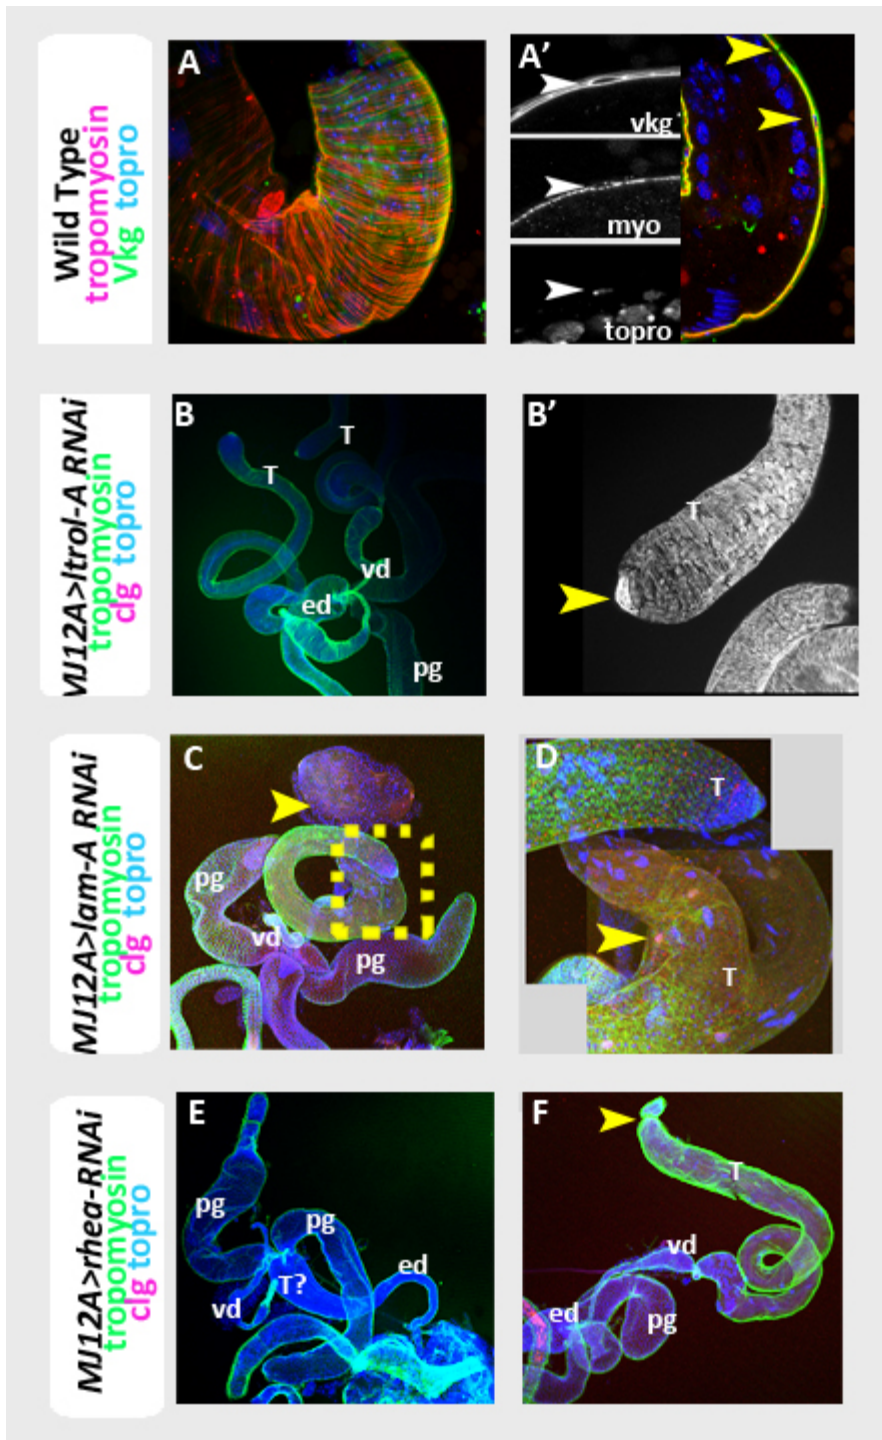 Wild Type
tropomyosin
Vkg topro
A
A’
vkg
myo
topro
MJ12A>ltrol-A RNAi
tropomyosin
clg topro
B
T
T
vd
ed
pg
B’
T
MJ12A>lam-A RNAi
tropomyosin
clg topro
C
pg
vd
pg
D
T
T
MJ12A>rhea-RNAi
tropomyosin
clg topro
E
pg
pg
ed
T?
vd
F
T
vd
ed
pg